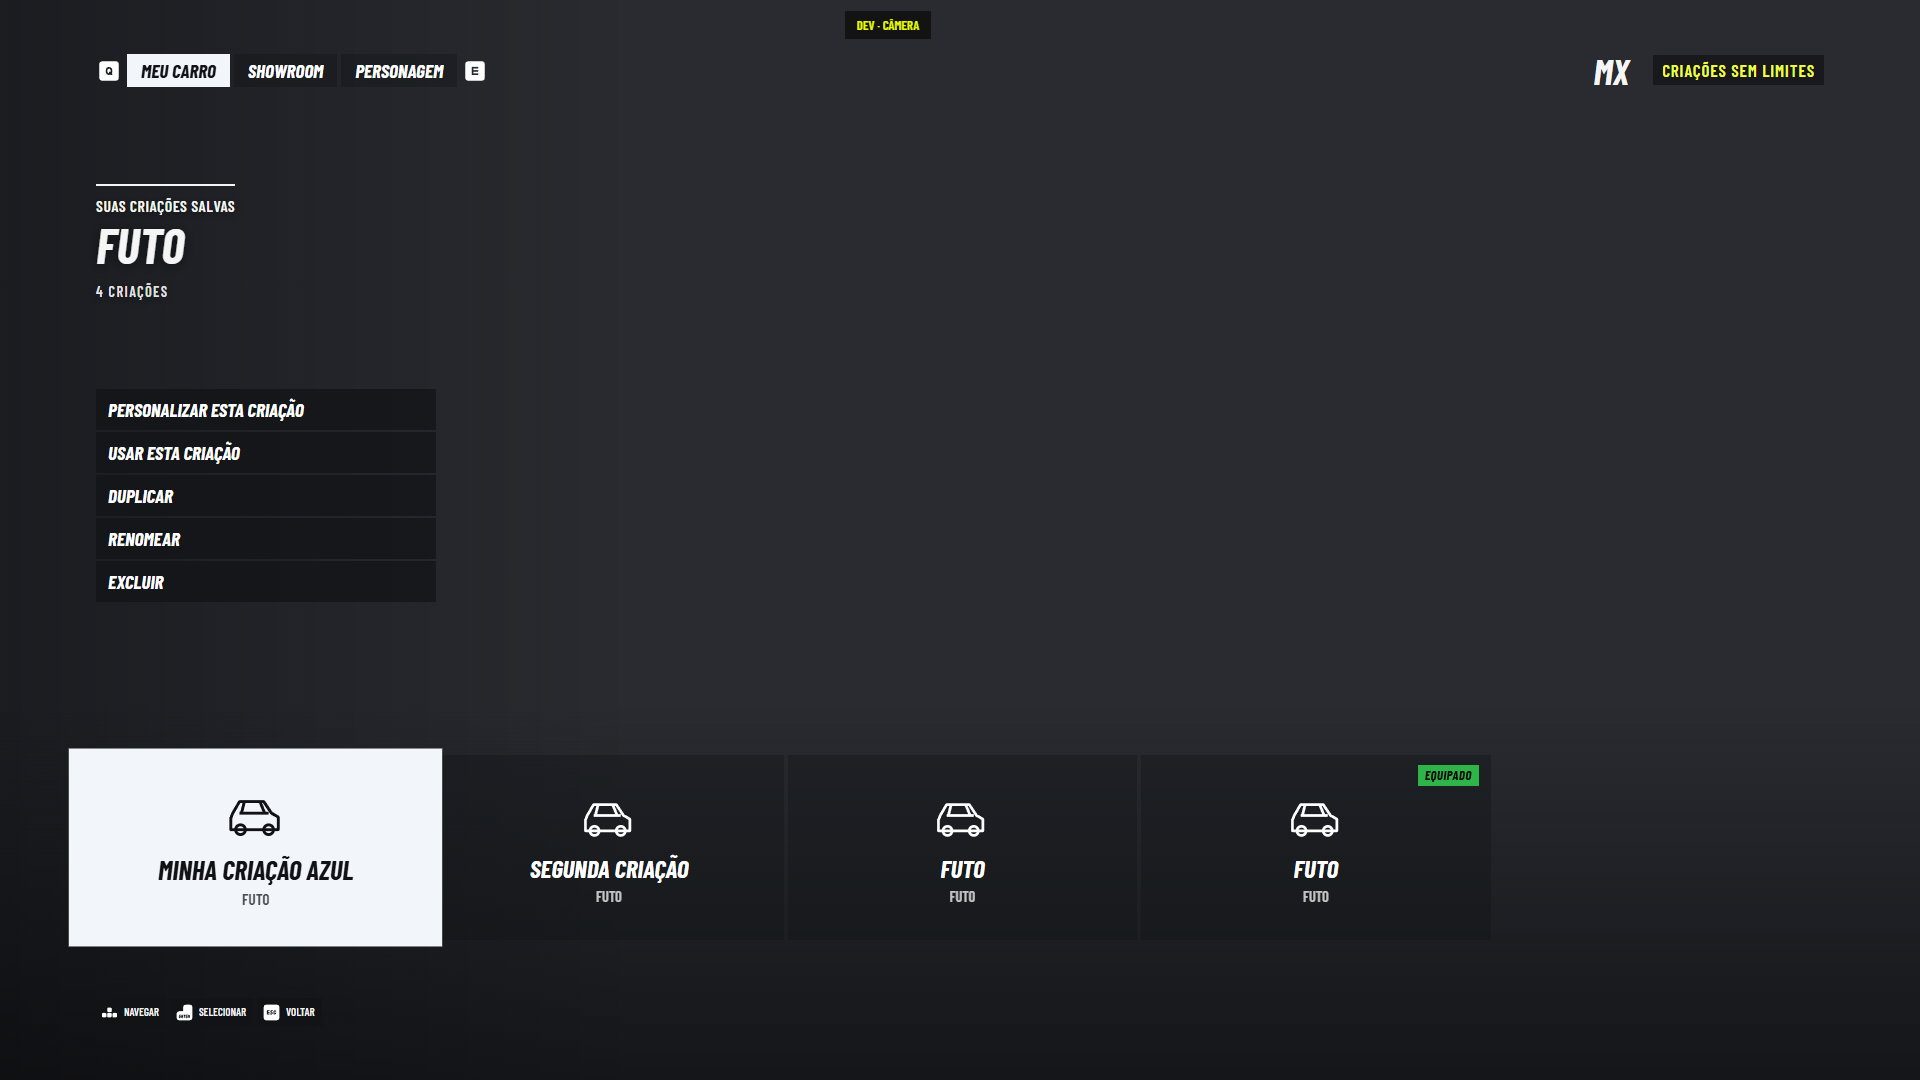 DEV - CÂMERA
Q MEU CARRO SHOWROOM PERSONAGEM E
MX CRIAÇÕES SEM LIMITES
SUAS CRIAÇÕES SALVAS
FUTO
4 CRIAÇÕES
PERSONALIZAR ESTA CRIAÇÃO
USAR ESTA CRIAÇÃO
DUPLICAR
RENOMEAR
EXCLUIR
EQUIPADO
MINHA CRIAÇÃO AZUL
FUTO
SEGUNDA CRIAÇÃO
FUTO
FUTO
FUTO
FUTO
FUTO
NAVEGAR ENTER SELECIONAR ESC VOLTAR